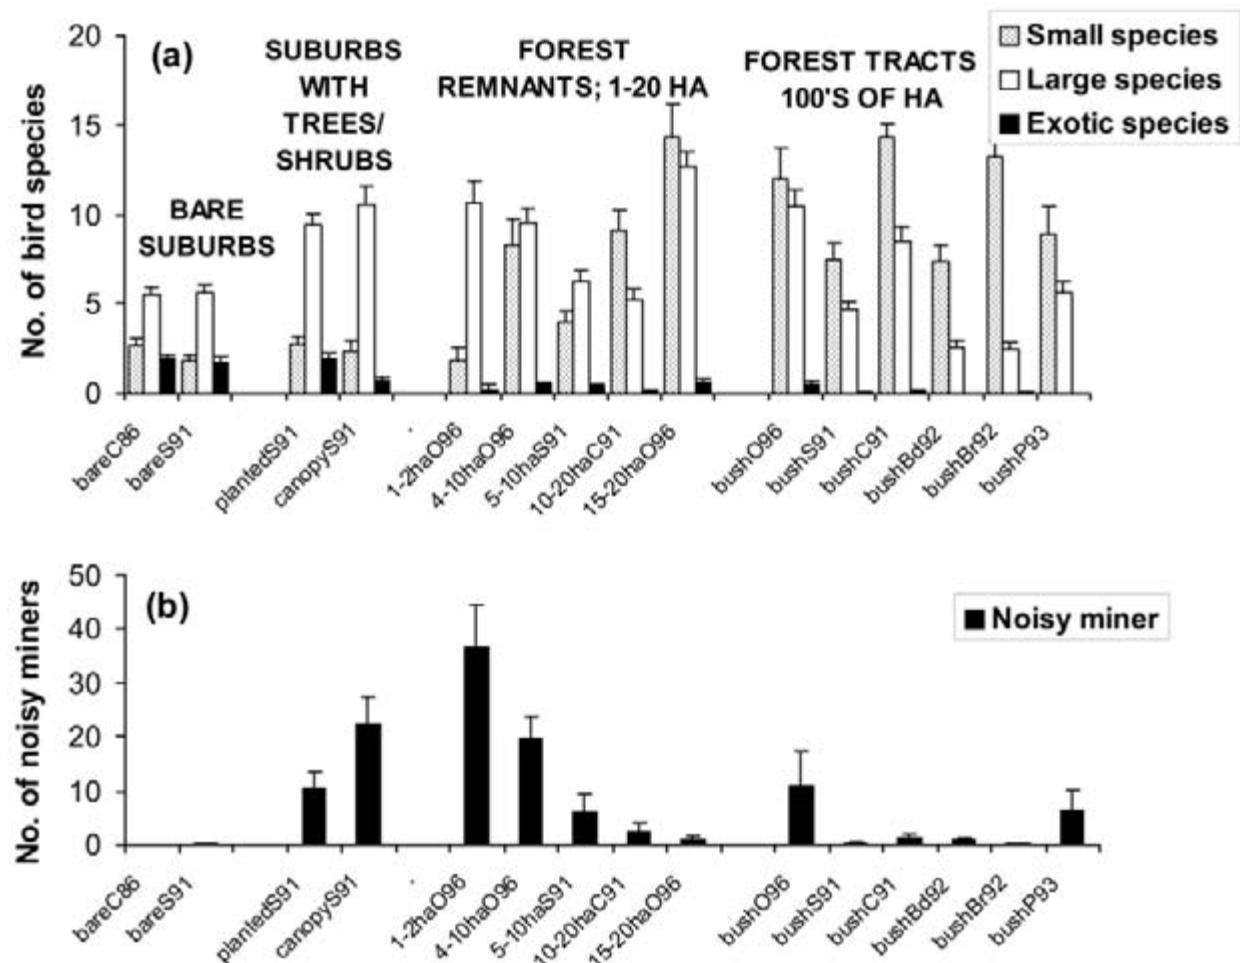 (a)
No. of bird species
20
15
10
5
0
BARE
SUBURBS
SUBURBS
WITH
TREES/
SHRUBS
FOREST
REMNANTS; 1-20 HA
FOREST TRACTS
100'S OF HA
Small species
Large species
Exotic species
bareC86
bareS91
plantedS91
canopyS91
1-2haO96
4-10haO96
5-10haS91
10-20haC91
15-20haO96
bushO96
bushS91
bushC91
bushBd92
bushBr92
bushP93
(b)
No. of noisy miners
50
40
30
20
10
0
Noisy miner
bareC86
bareS91
plantedS91
canopyS91
1-2haO96
4-10haO96
5-10haS91
10-20haC91
15-20haO96
bushO96
bushS91
bushC91
bushBd92
bushBr92
bushP93